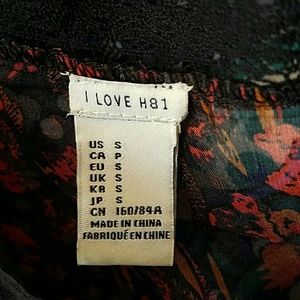 I LOVE H81
US S
CA P
EU S
UK S
KR S
JP S
CN 160/84A
MADE IN CHINA
FABRIQUÉ EN CHINE